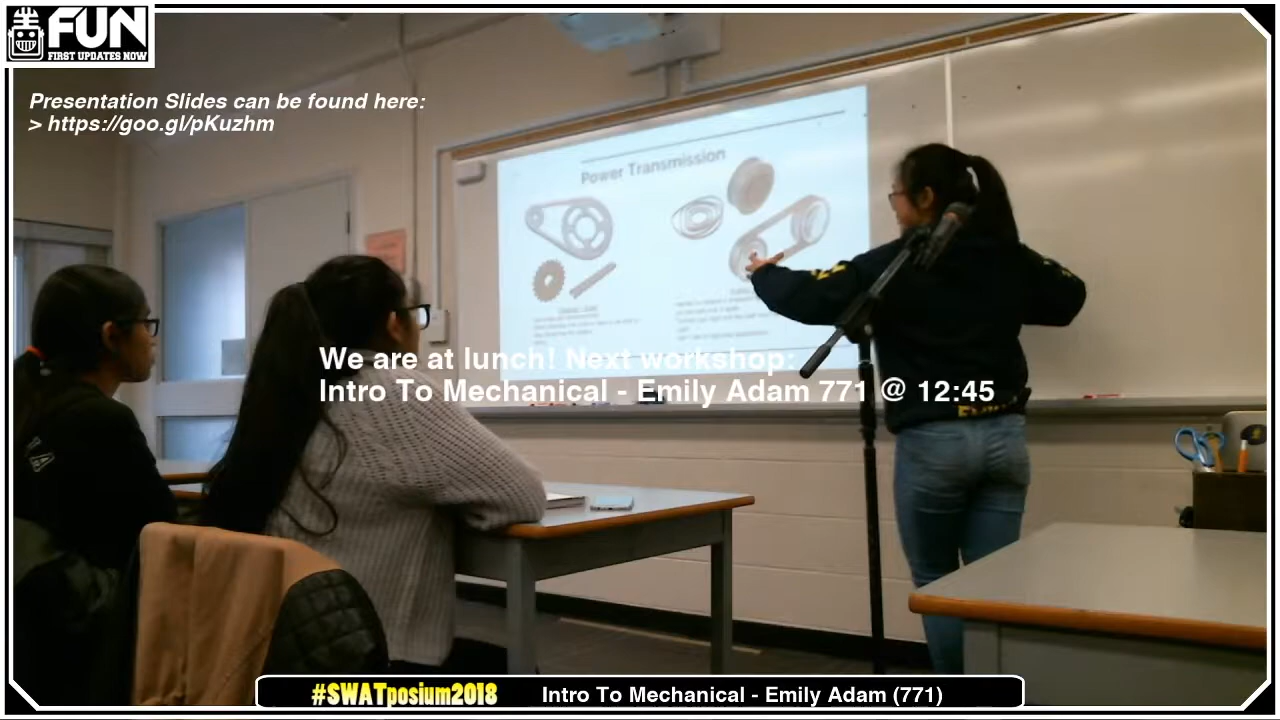 FUN
FIRST UPDATES NOW
Presentation Slides can be found here:
> https://goo.gl/pKuzhm
Power Transmission
We are at lunch! Next workshop:
Intro To Mechanical - Emily Adam 771 @ 12:45
#SWATposium2018
Intro To Mechanical - Emily Adam (771)